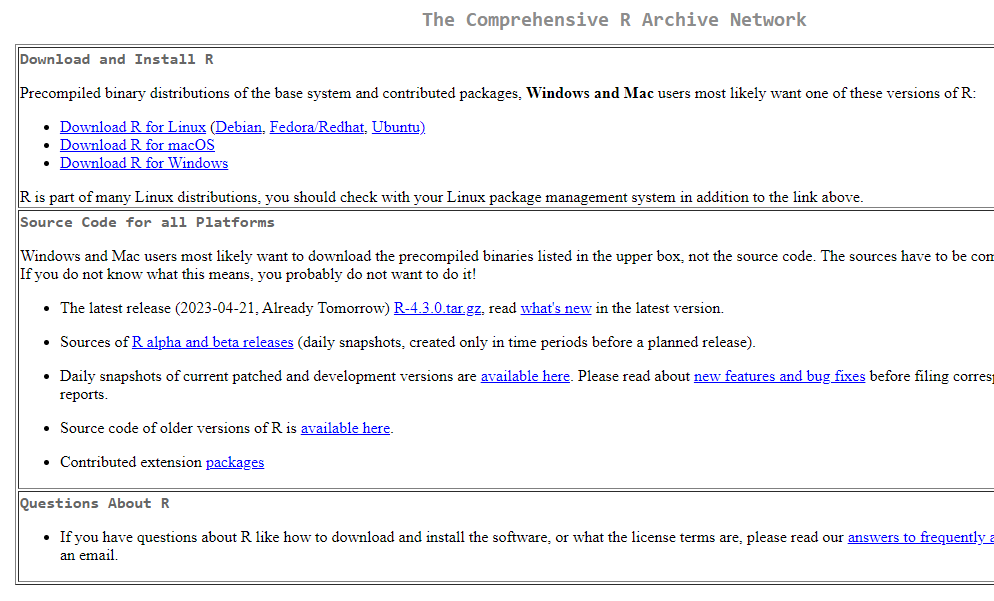 The Comprehensive R Archive Network
Download and Install R
Precompiled binary distributions of the base system and contributed packages, Windows and Mac users most likely want one of these versions of R:
Download R for Linux (Debian, Fedora/Redhat, Ubuntu)
Download R for macOS
Download R for Windows
R is part of many Linux distributions, you should check with your Linux package management system in addition to the link above.
Source Code for all Platforms
Windows and Mac users most likely want to download the precompiled binaries listed in the upper box, not the source code. The sources have to be com
If you do not know what this means, you probably do not want to do it!
The latest release (2023-04-21, Already Tomorrow) R-4.3.0.tar.gz, read what's new in the latest version.
Sources of R alpha and beta releases (daily snapshots, created only in time periods before a planned release).
Daily snapshots of current patched and development versions are available here. Please read about new features and bug fixes before filing corresp
reports.
Source code of older versions of R is available here.
Contributed extension packages
Questions About R
If you have questions about R like how to download and install the software, or what the license terms are, please read our answers to frequently a
an email.